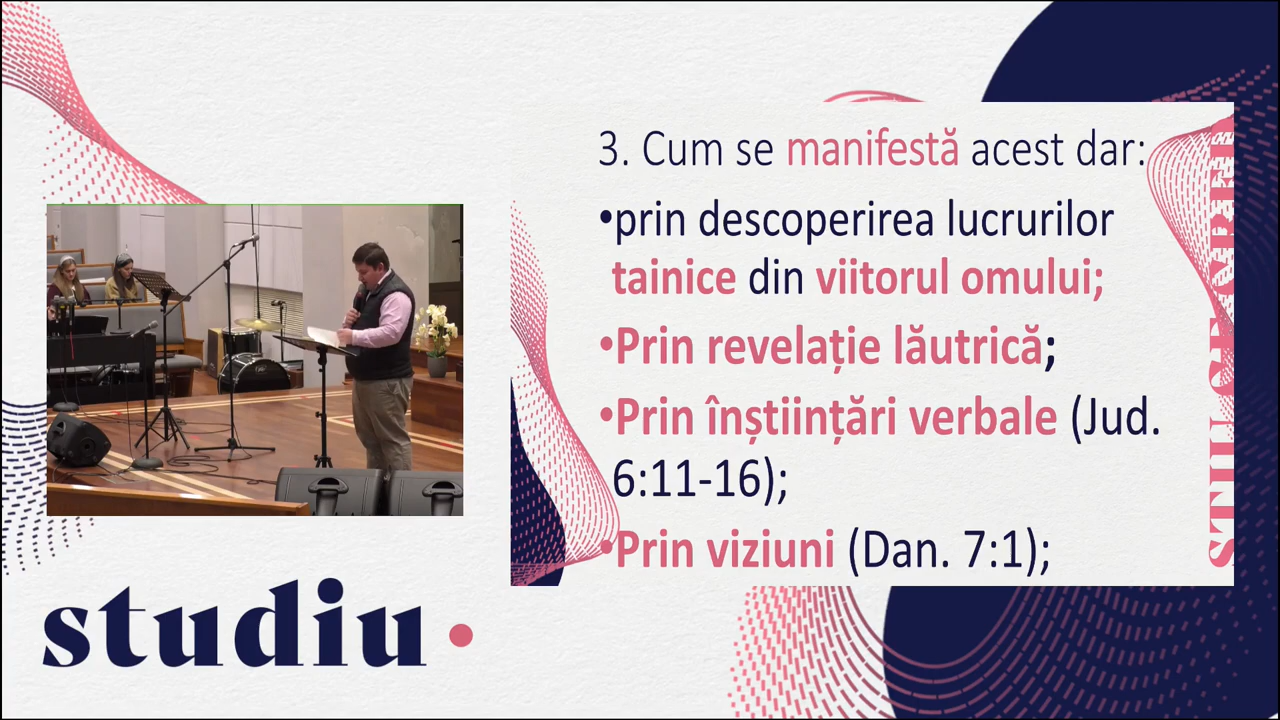 3. Cum se manifestă acest dar:
•prin descoperirea lucrurilor
tainice din viitorul omului;
•Prin revelație lăutrică;
•Prin înștiințări verbale (Jud.
6:11-16);
•Prin viziuni (Dan. 7:1);
studiu